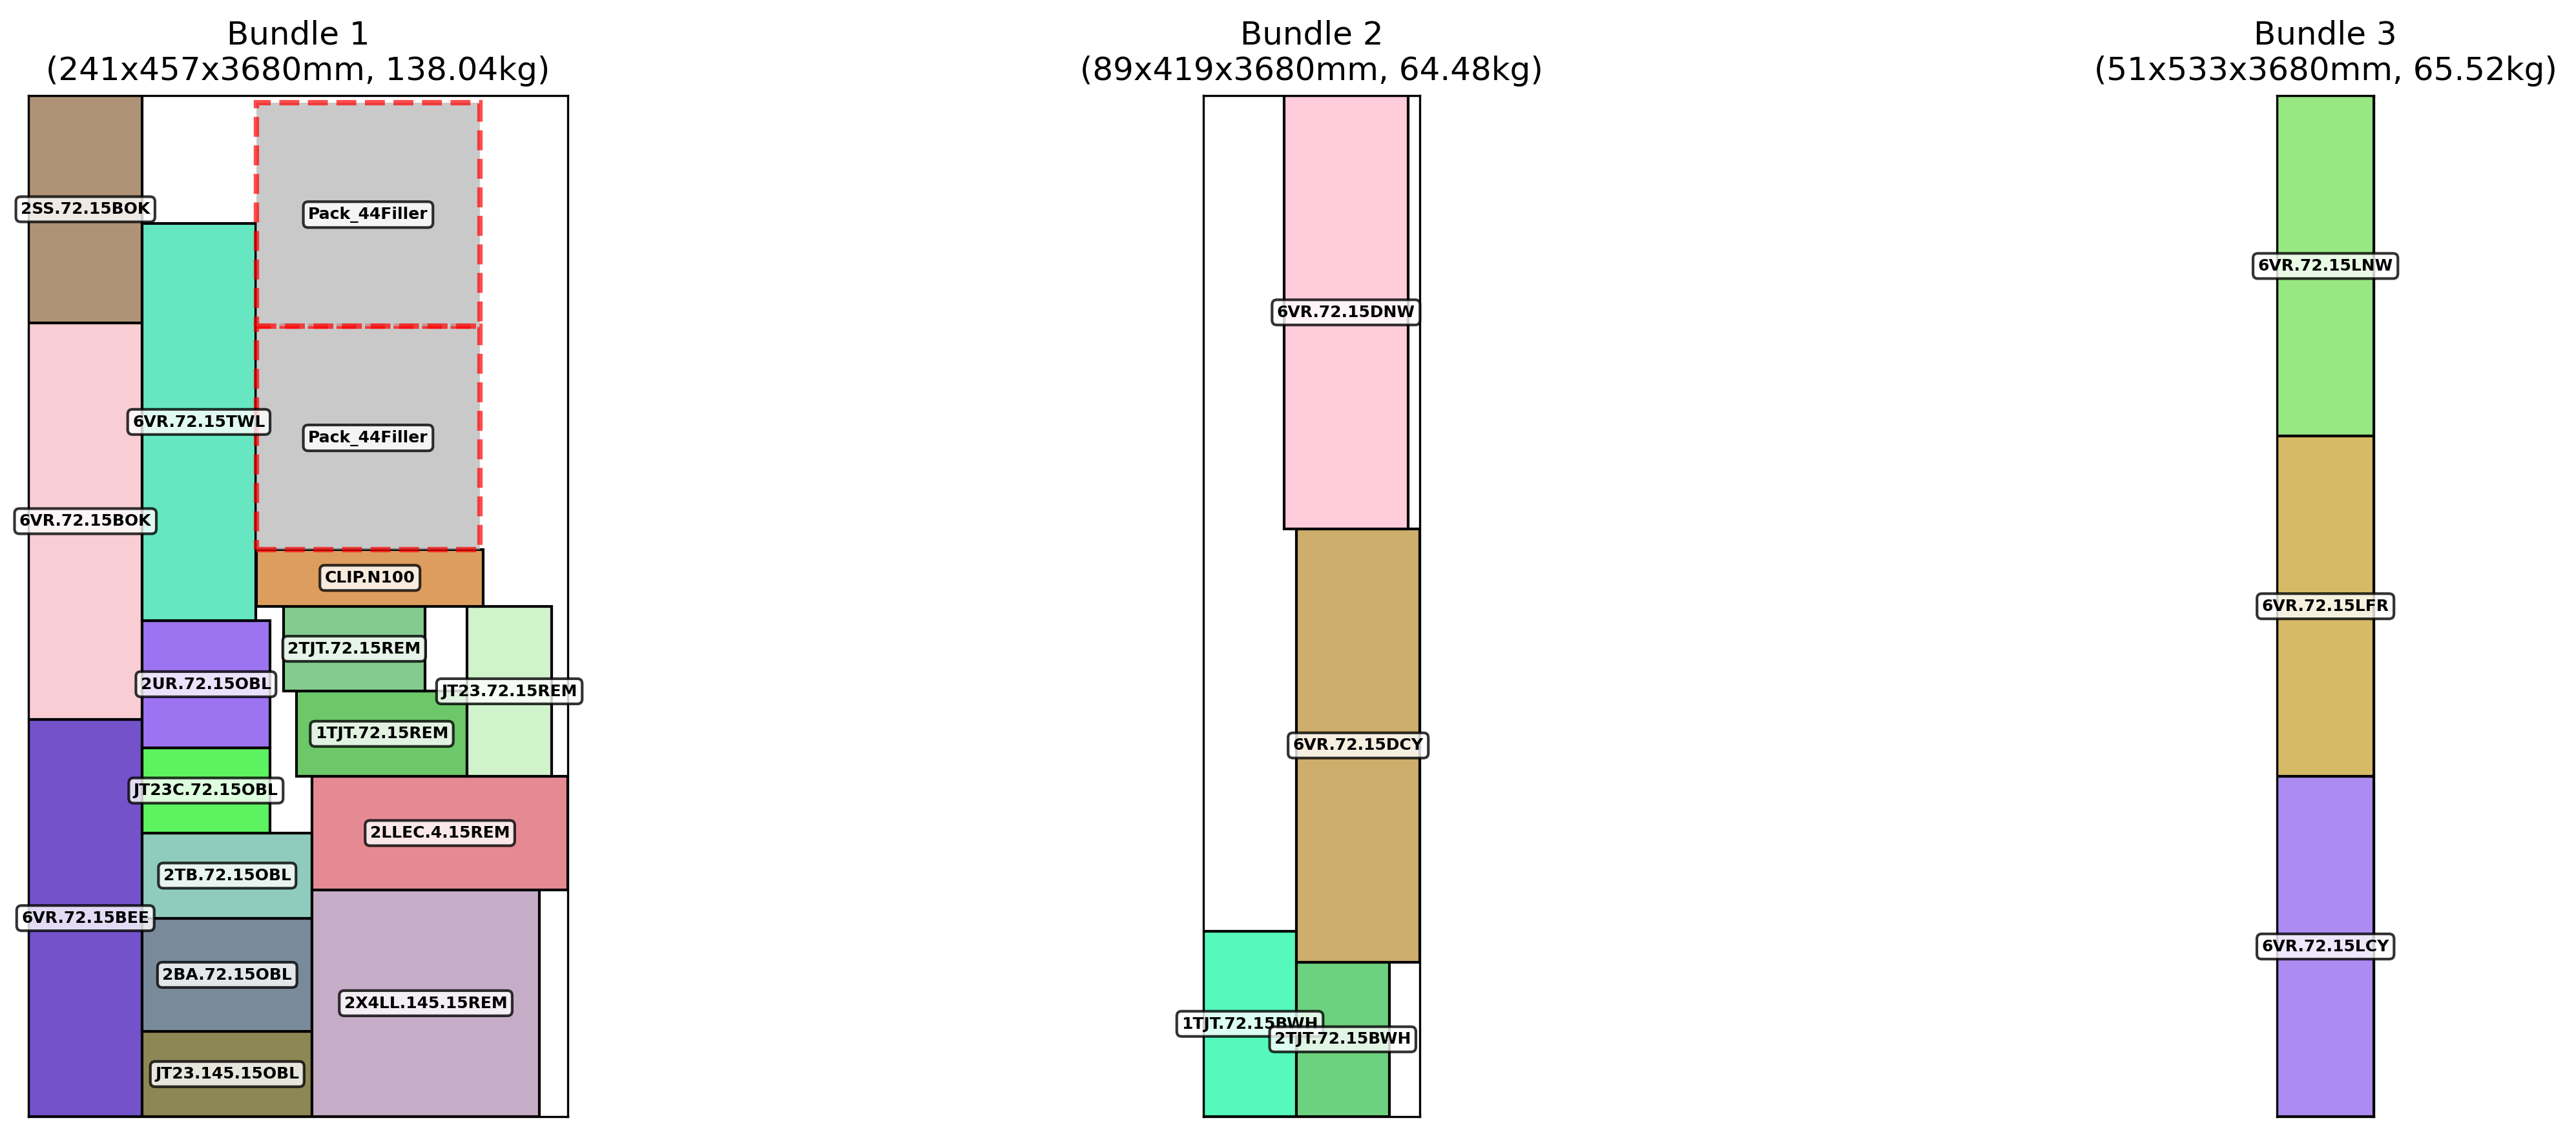 Bundle 1
(241x457x3680mm, 138.04kg)
2SS.72.15BOK
Pack_44Filler
6VR.72.15TWL
Pack_44Filler
6VR.72.15BOK
CLIP.N100
2TJT.72.15REM
2UR.72.15OBL
JT23.72.15REM
1TJT.72.15REM
JT23C.72.15OBL
2LLEC.4.15REM
2TB.72.15OBL
6VR.72.15BEE
2BA.72.15OBL
2X4LL.145.15REM
JT23.145.15OBL
Bundle 2
(89x419x3680mm, 64.48kg)
6VR.72.15DNW
6VR.72.15DCY
1TJT.72.15BWH
2TJT.72.15BWH
Bundle 3
(51x533x3680mm, 65.52kg)
6VR.72.15LNW
6VR.72.15LFR
6VR.72.15LCY